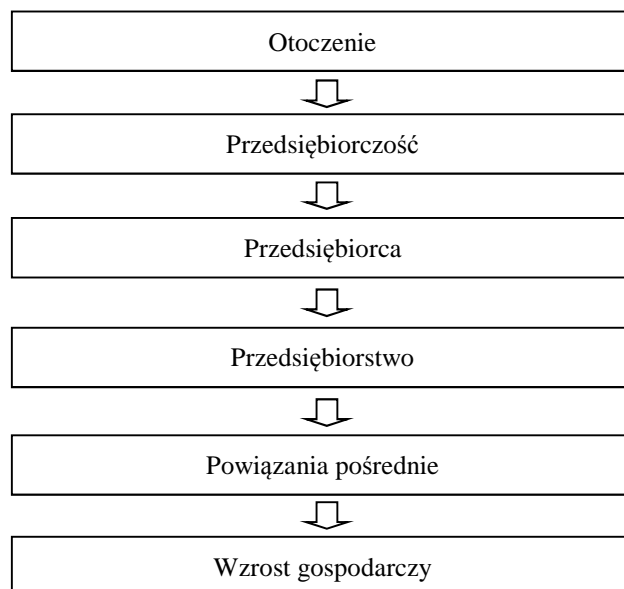 Otoczenie
Przedsiębiorczość
Przedsiębiorca
Przedsiębiorstwo
Powiązania pośrednie
Wzrost gospodarczy